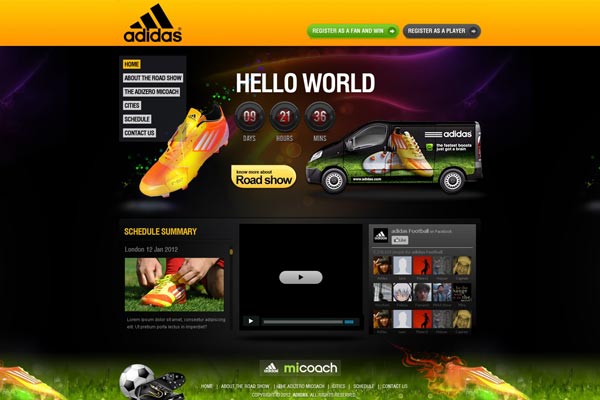 adidas
REGISTER AS A FAN AND WIN
REGISTER AS A PLAYER
HOME
ABOUT THE ROAD SHOW
THE ADIZERO MICOACH
CITIES
SCHEDULE
CONTACT US
HELLO WORLD
09 21 36
DAYS HOURS MINS
know more about
Road show
adidas
the fastest boosts
just got a brain
www.adidas.com
SCHEDULE SUMMARY
London 12 Jan 2012
Lorem ipsum dolor sit amet, consectetur adipiscing
elit. Ut pretium porta lectus in imperdiet?
adidas Football on Facebook
Like
adidas
micoach
HOME | ABOUT THE ROAD SHOW | THE ADIZERO MICOACH | CITIES | SCHEDULE | CONTACT US
COPYRIGHT © 2012. ADIDAS. ALL RIGHTS RESERVED.